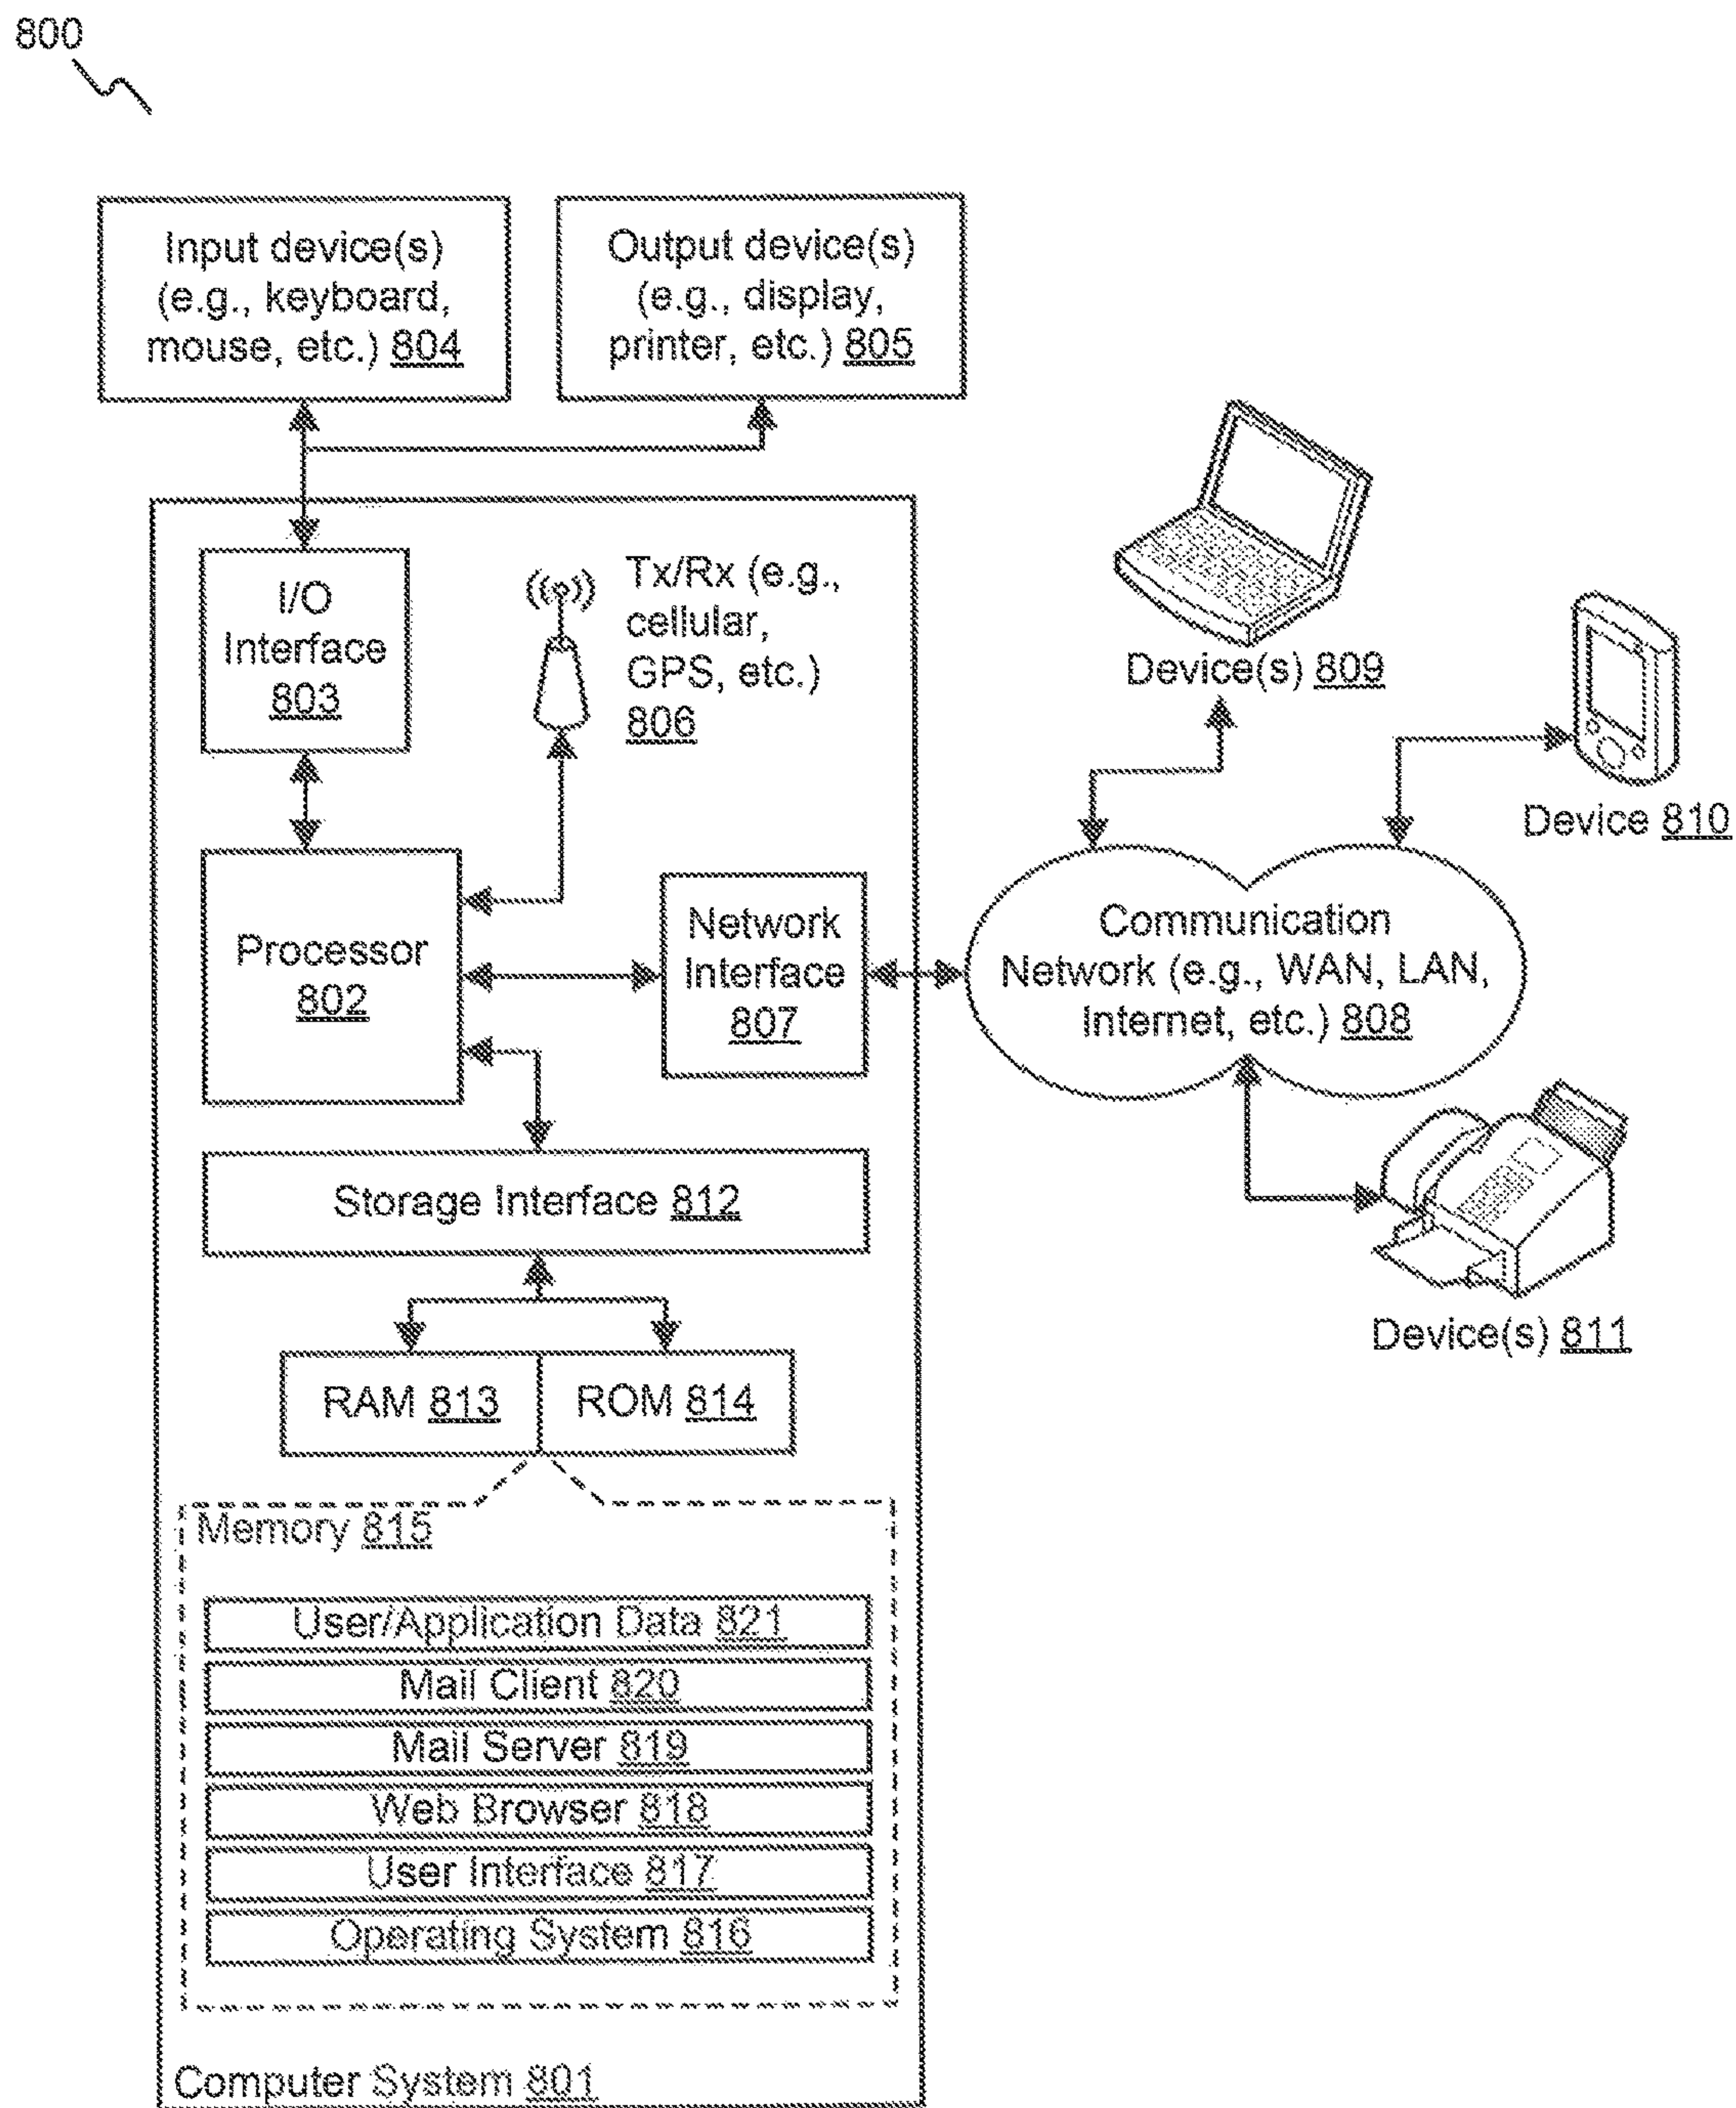 800
Input device(s)
(e.g., keyboard,
mouse, etc.) 804
Output device(s)
(e.g., display,
printer, etc.) 805
I/O
Interface
803
Tx/Rx (e.g.,
cellular,
GPS, etc.)
806
Device(s) 809
Device 810
Processor
802
Network
Interface
807
Communication
Network (e.g., WAN, LAN,
Internet, etc.) 808
Storage Interface 812
Device(s) 811
RAM 813
ROM 814
Memory 815
User/Application Data 821
Mail Client 820
Mail Server 819
Web Browser 818
User Interface 817
Operating System 816
Computer System 801